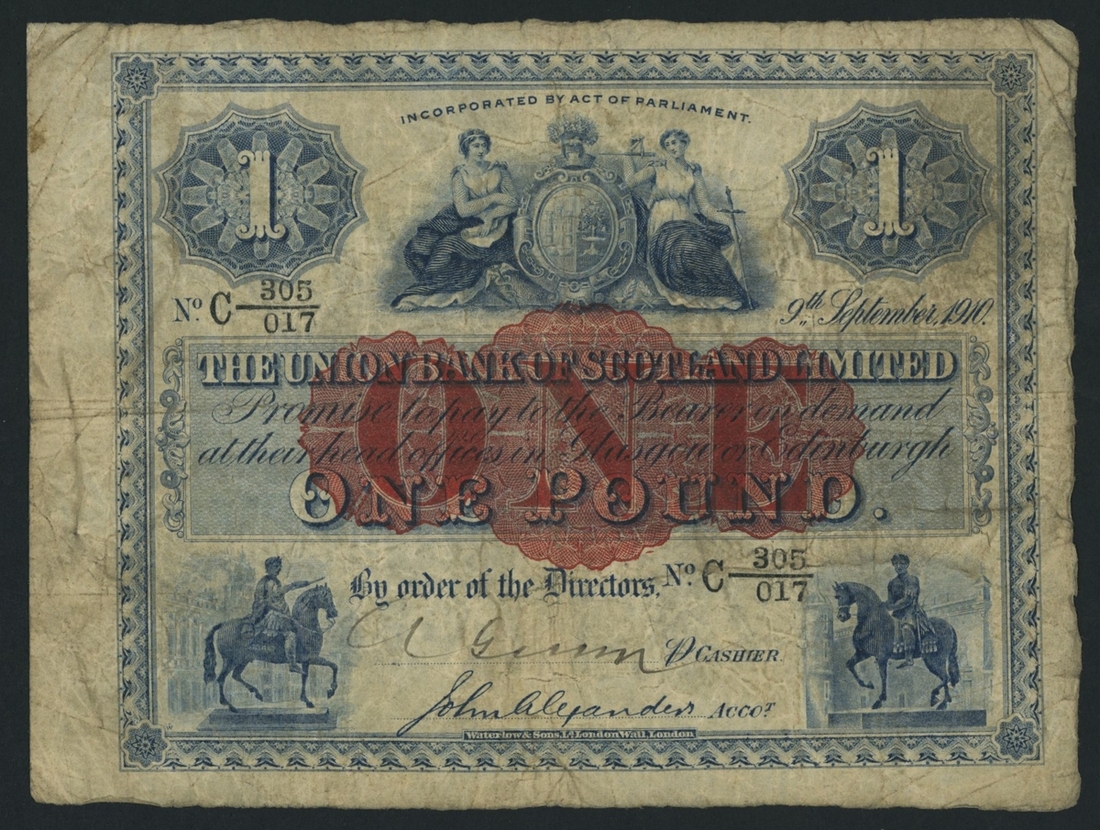 INCORPORATED BY ACT OF PARLIAMENT.
1 1
No. C 305/017 9th September, 1910.
THE UNION BANK OF SCOTLAND LIMITED
Promise to pay to the Bearer on demand
at their head offices in Glasgow or Edinburgh
ONE
ONE POUND.
By order of the Directors. No. C 305/017
P CASHIER.
John Alexander ACCOT
Waterlow & Sons, Ld. London Wall, London